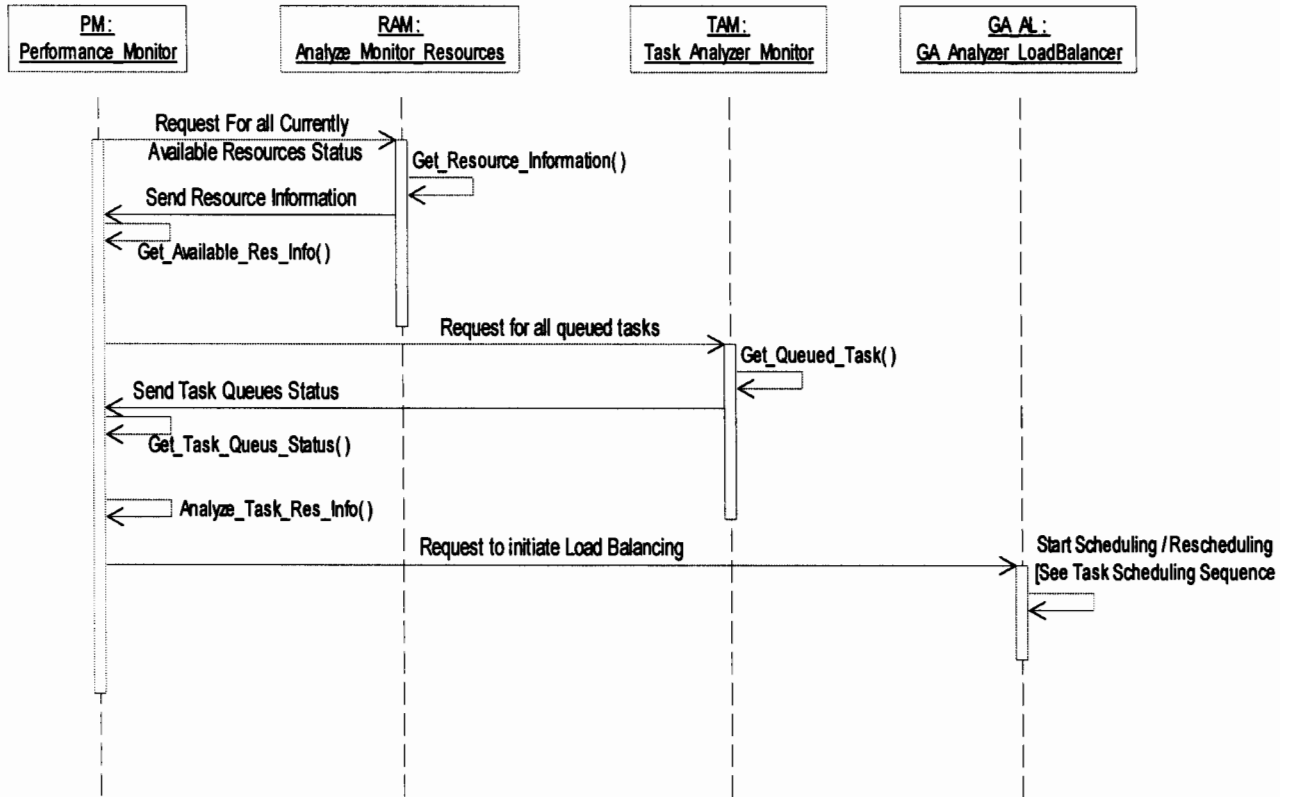 PM:
Performance_Monitor
RAM:
Analyze_Monitor_Resources
TAM:
Task_Analyzer_Monitor
GA_AL:
GA_Analyzer_LoadBalancer
Request For all Currently
Available Resources Status
Get_Resource_Information()
Send Resource Information
Get_Available_Res_Info()
Request for all queued tasks
Get_Queued_Task()
Send Task Queues Status
Get_Task_Queus_Status()
Analyze_Task_Res_Info()
Request to initiate Load Balancing
Start Scheduling / Rescheduling
[See Task Scheduling Sequence